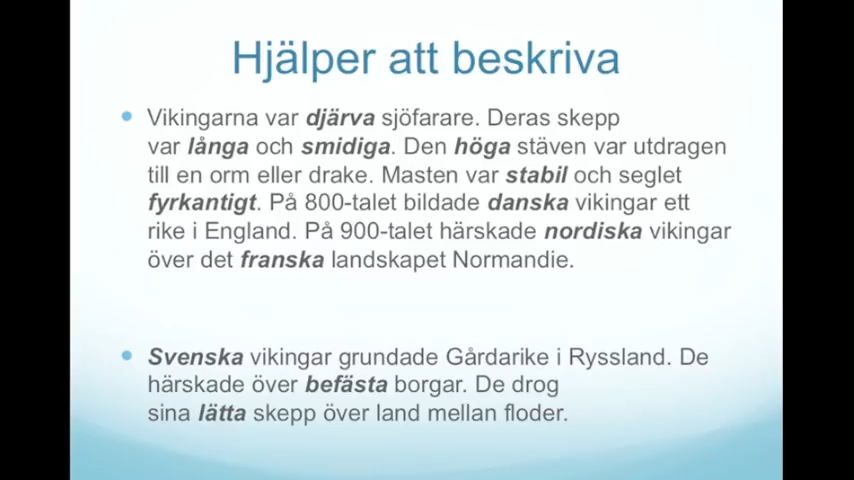 Hjälper att beskriva
• Vikingarna var djärva sjöfarare. Deras skepp
var långa och smidiga. Den höga stäven var utdragen
till en orm eller drake. Masten var stabil och seglet
fyrkantigt. På 800-talet bildade danska vikingar ett
rike i England. På 900-talet härskade nordiska vikingar
över det franska landskapet Normandie.
• Svenska vikingar grundade Gårdarike i Ryssland. De
härskade över befästa borgar. De drog
sina lätta skepp över land mellan floder.